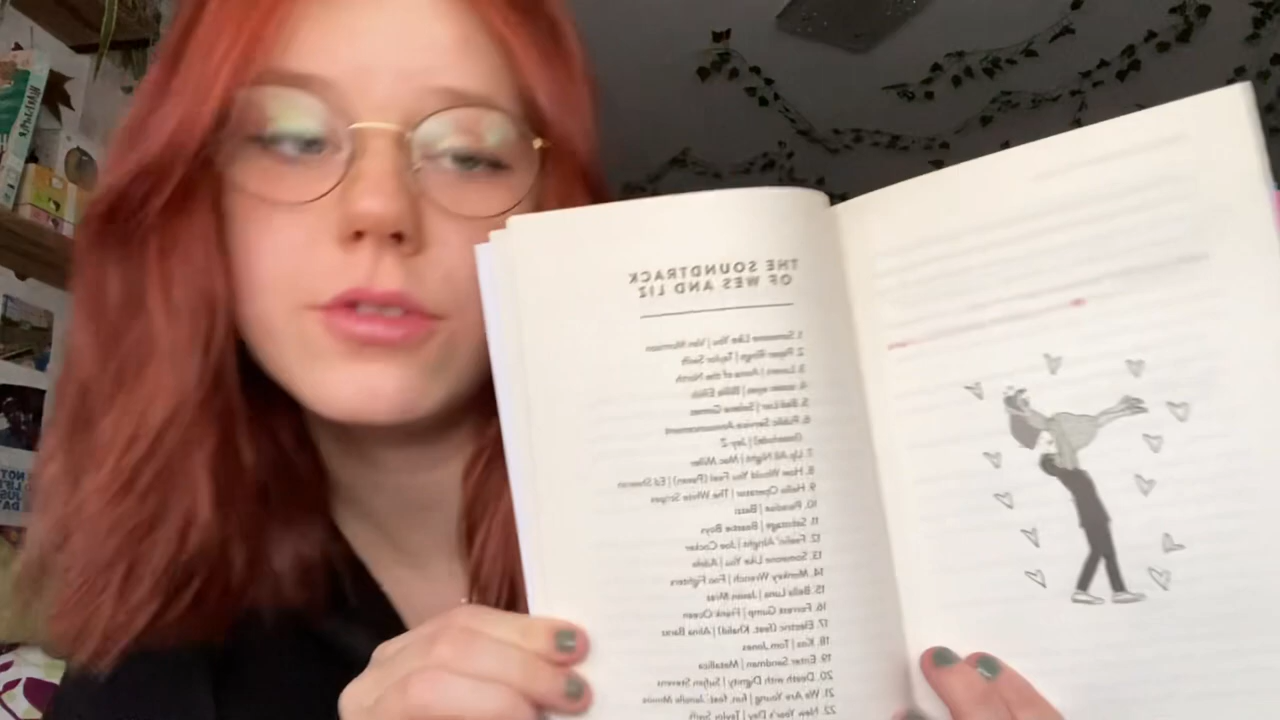 THE SOUNDTRACK
OF WES AND LIZ
1. Someone Like You | Van Morrison
2. Paper Rings | Taylor Swift
3. Lovers | Anna of the North
4. ocean eyes | Billie Eilish
5. Bad Liar | Selena Gomez
6. Public Service Announcement
(Interlude) | Jay-Z
7. Up All Night | Mac Miller
8. How Would You Feel (Paean) | Ed Sheeran
9. Hello Operator | The White Stripes
10. Paradise | Bazzi
11. Sabotage | Beastie Boys
12. Feelin' Alright | Joe Cocker
13. Someone Like You | Adele
14. Monkey Wrench | Foo Fighters
15. Bella Luna | Jason Mraz
16. Forrest Gump | Frank Ocean
17. Electric (feat. Khalid) | Alina Baraz
18. Kiss | Tom Jones
19. Enter Sandman | Metallica
20. Death with Dignity | Sufjan Stevens
21. We Are Young | fun. feat. Janelle Monáe
22. New Year's Day | Taylor Swift